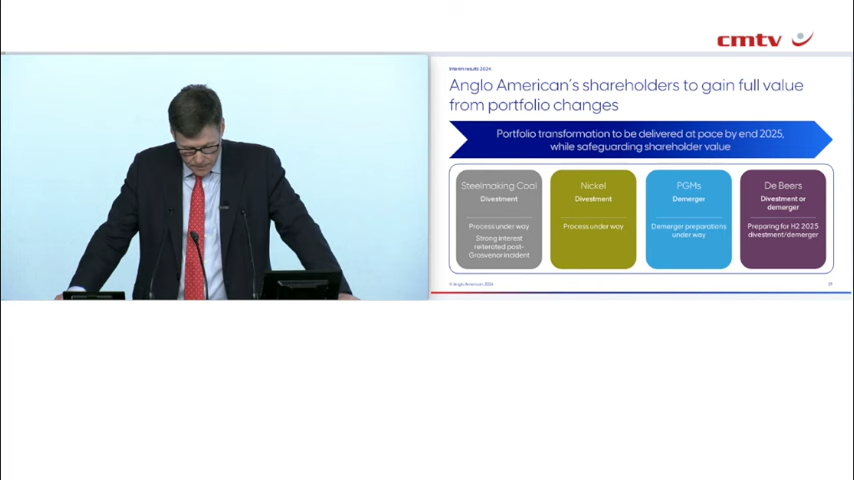 cmtv
Interim results 2024
Anglo American's shareholders to gain full value
from portfolio changes
Portfolio transformation to be delivered at pace by end 2025,
while safeguarding shareholder value
Steelmaking Coal
Divestment
Process under way
Strong interest
reiterated post-
Grosvenor incident
Nickel
Divestment
Process under way
PGMs
Demerger
Demerger preparations
under way
De Beers
Divestment or
demerger
Preparing for H2 2025
divestment/demerger
© Anglo American 2024